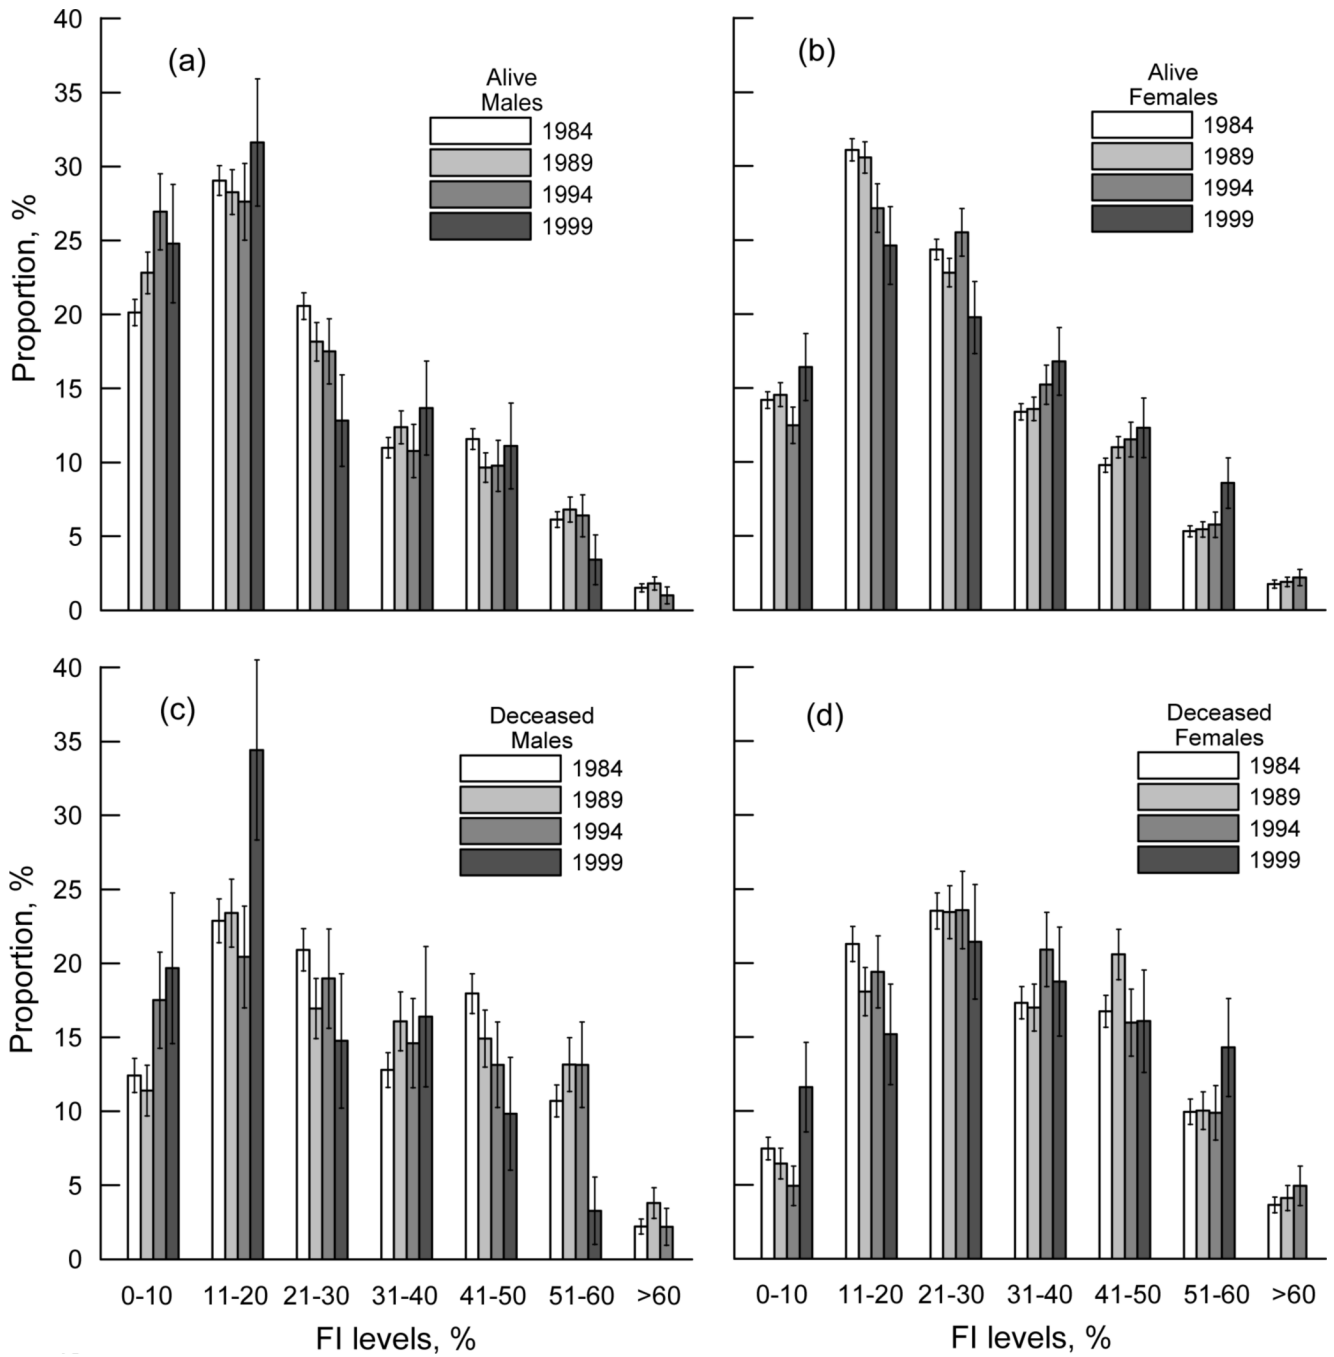 (a)
Alive
Males
1984
1989
1994
1999
40
35
30
25
20
15
10
5
0
Proportion, %
(b)
Alive
Females
1984
1989
1994
1999
(c)
Deceased
Males
1984
1989
1994
1999
40
35
30
25
20
15
10
5
0
Proportion, %
0-10 11-20 21-30 31-40 41-50 51-60 >60
FI levels, %
(d)
Deceased
Females
1984
1989
1994
1999
0-10 11-20 21-30 31-40 41-50 51-60 >60
FI levels, %